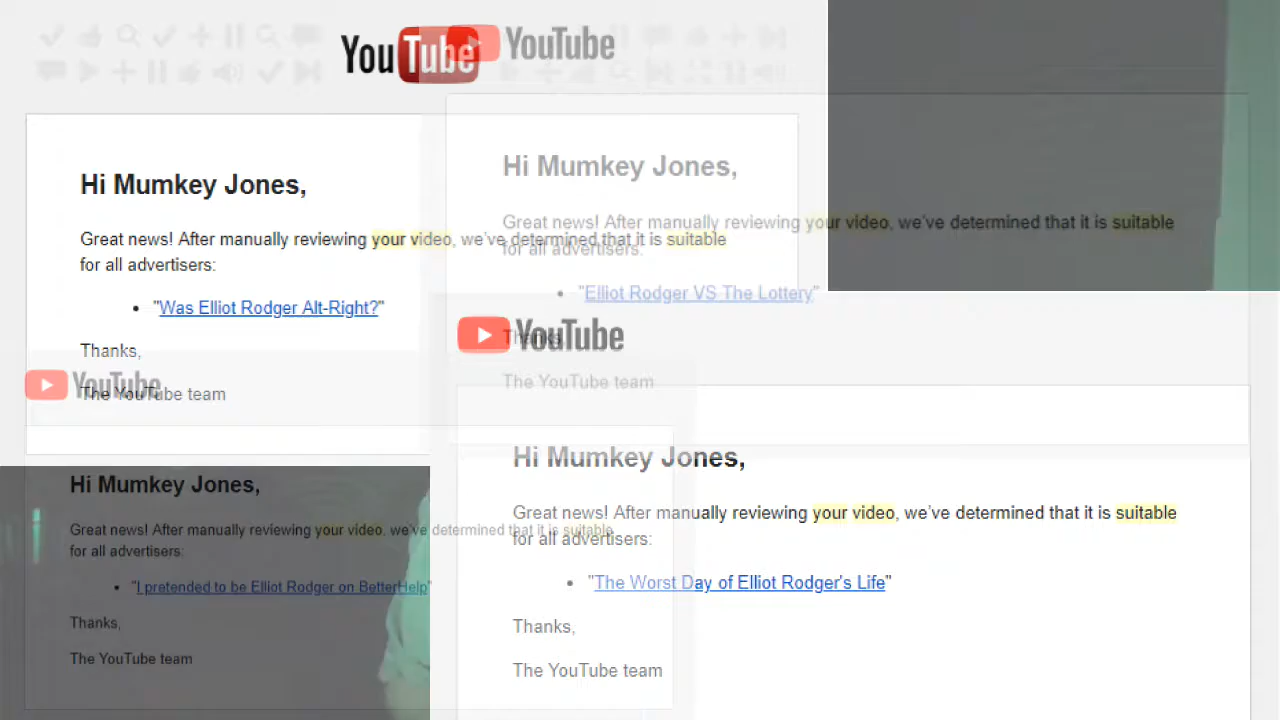 YouTube
YouTube
Hi Mumkey Jones,
Great news! After manually reviewing your video, we've determined that it is suitable
for all advertisers:
"Was Elliot Rodger Alt-Right?"
Thanks,
The YouTube team
Hi Mumkey Jones,
Great news! After manually reviewing your video, we've determined that it is suitable
for all advertisers:
"Elliot Rodger VS The Lottery"
Thanks,
The YouTube team
YouTube
Hi Mumkey Jones,
Great news! After manually reviewing your video, we've determined that it is suitable
for all advertisers:
"I pretended to be Elliot Rodger on BetterHelp"
Thanks,
The YouTube team
YouTube
Hi Mumkey Jones,
Great news! After manually reviewing your video, we've determined that it is suitable
for all advertisers:
"The Worst Day of Elliot Rodger's Life"
Thanks,
The YouTube team